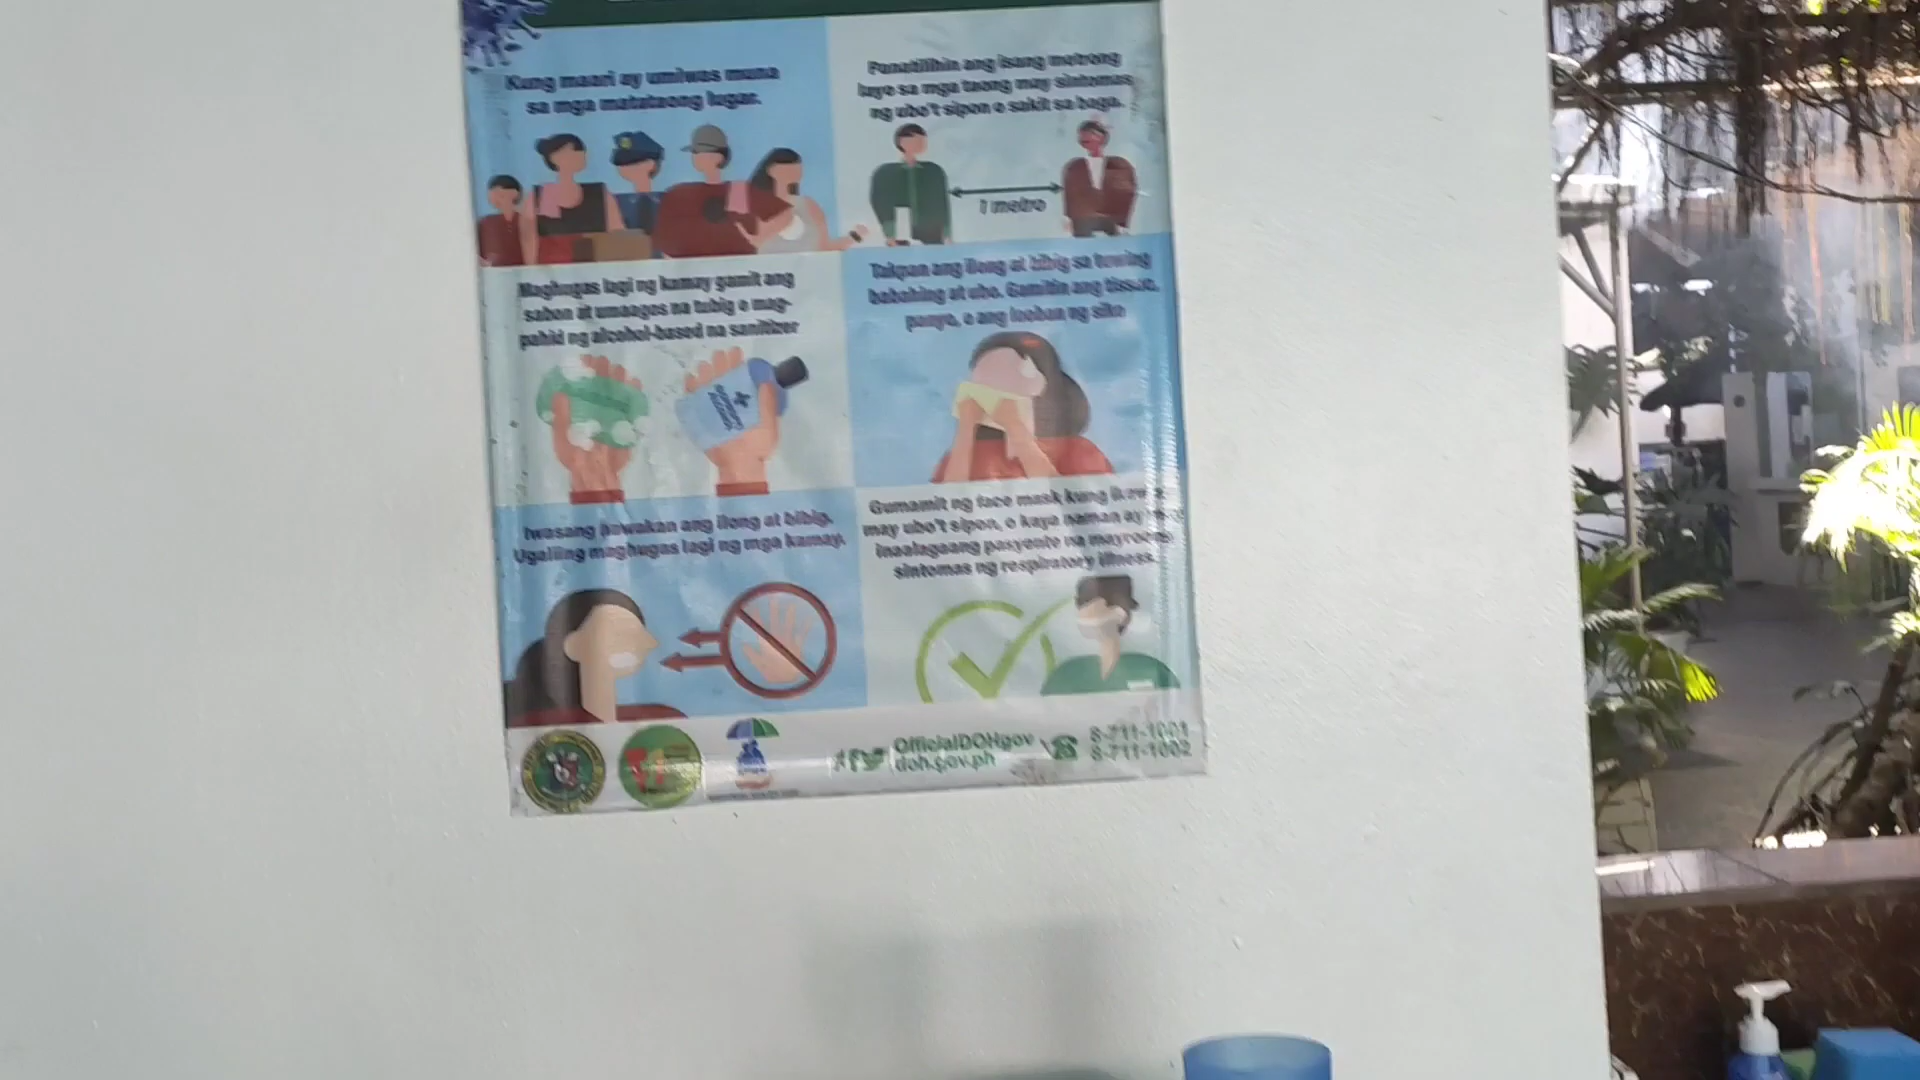 Kung maari ay umiwas muna
sa mga matataong lugar.
Panatilihin ang isang metrong
layo sa mga taong may sintomas
ng ubo't sipon o sakit sa baga.
1 metro
Maghugas lagi ng kamay gamit ang
sabon at umaagos na tubig o mag-
pahid ng alcohol-based na sanitizer
Takpan ang ilong at bibig sa tuwing
babahing at ubo. Gamitin ang tissue,
panyo, o ang looban ng siko
Iwasang hawakan ang ilong at bibig.
Ugaliing maghugas lagi ng mga kamay.
Gumamit ng face mask kung ikaw
may ubo't sipon, o kaya naman ay
inaalagaang pasyente na mayroong
sintomas ng respiratory illness.
OfficialDOHgov
doh.gov.ph
8-711-1001
8-711-1002